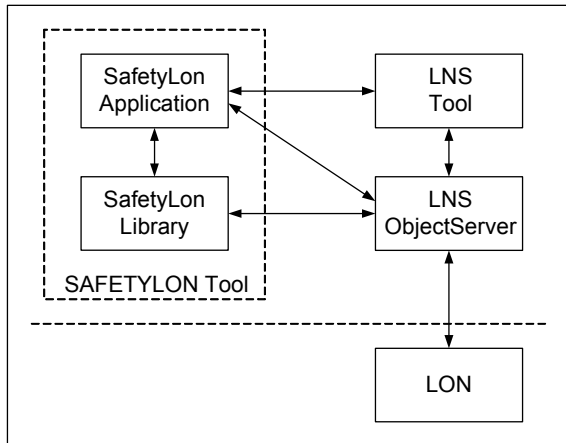 SafetyLon
Application
LNS
Tool
SafetyLon
Library
LNS
ObjectServer
SAFETYLON Tool
LON